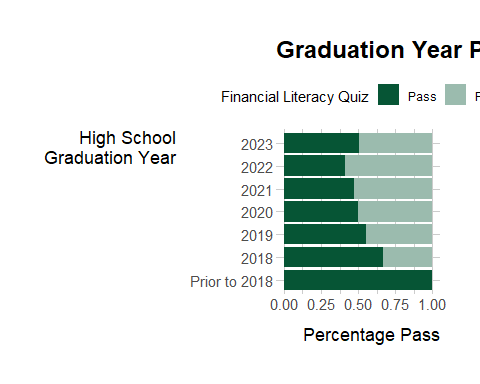 Graduation Year P
Financial Literacy Quiz Pass F
High School
Graduation Year
2023
2022
2021
2020
2019
2018
Prior to 2018
0.00 0.25 0.50 0.75 1.00
Percentage Pass